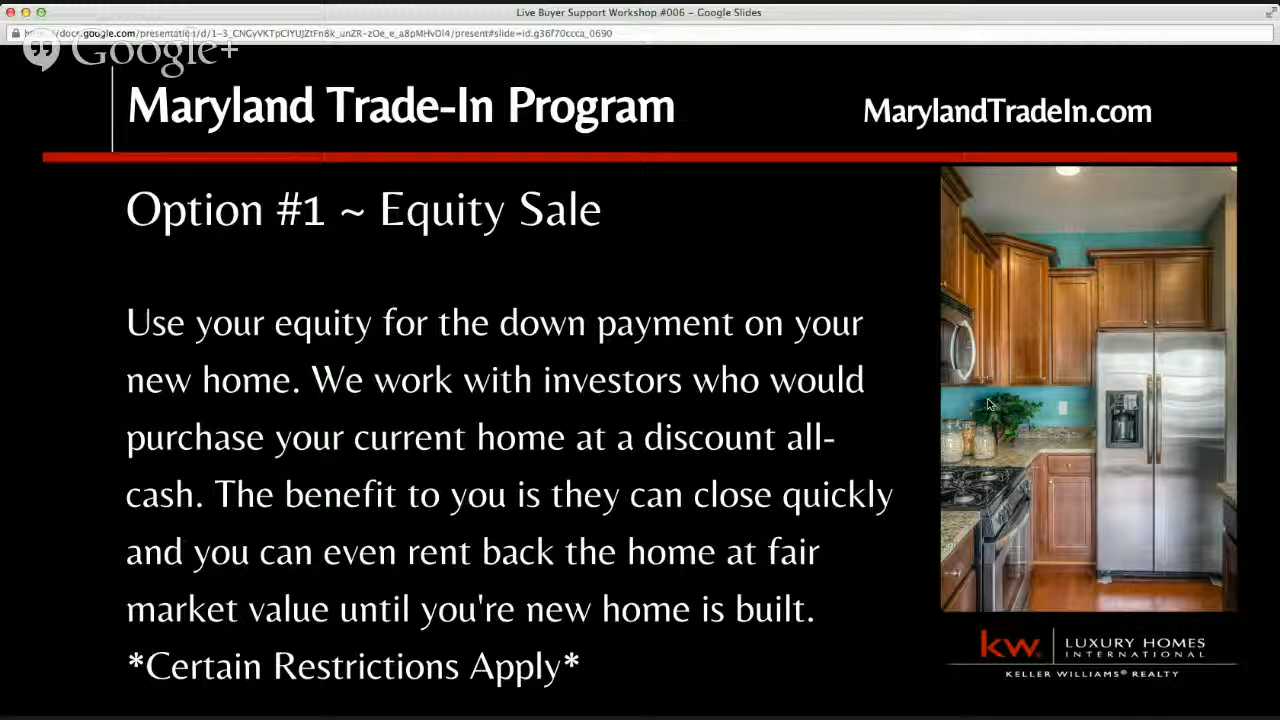 Live Buyer Support Workshop #006 – Google Slides
Google+
Maryland Trade-In Program
MarylandTradeIn.com
Option #1 ~ Equity Sale
Use your equity for the down payment on your
new home. We work with investors who would
purchase your current home at a discount all-
cash. The benefit to you is they can close quickly
and you can even rent back the home at fair
market value until you're new home is built.
*Certain Restrictions Apply*
kw
LUXURY HOMES
INTERNATIONAL
KELLER WILLIAMS® REALTY